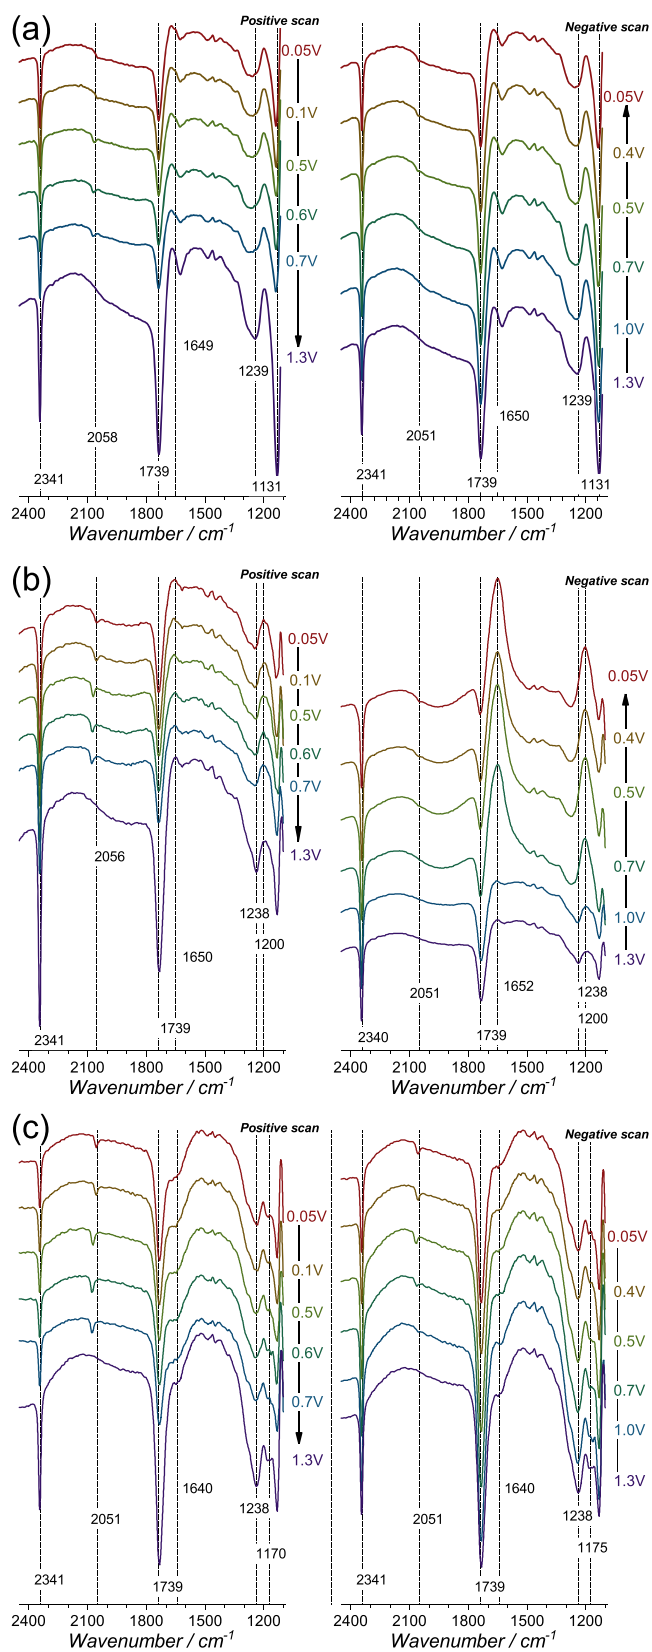 (a)
Positive scan
0.05V
0.1V
0.5V
0.6V
0.7V
1.3V
1649
1239
2058
2341
1739
1131
2400 2100 1800 1500 1200
Wavenumber / cm-1
Negative scan
0.05V
0.4V
0.5V
0.7V
1.0V
1.3V
1239
1650
2051
2341
1739
1131
2400 2100 1800 1500 1200
Wavenumber / cm-1
(b)
Positive scan
0.05V
0.1V
0.5V
0.6V
0.7V
1.3V
2056
1238
1200
1650
1739
2341
2400 2100 1800 1500 1200
Wavenumber / cm-1
Negative scan
0.05V
0.4V
0.5V
0.7V
1.0V
1.3V
1652
1238
2051
1200
2340
1739
2400 2100 1800 1500 1200
Wavenumber / cm-1
(c)
Positive scan
0.05V
0.1V
0.5V
0.6V
0.7V
1.3V
1640
1238
2051
1170
2341
1739
2400 2100 1800 1500 1200
Wavenumber / cm-1
Negative scan
0.05V
0.4V
0.5V
0.7V
1.0V
1.3V
1640
1238
2051
1175
2341
1739
2400 2100 1800 1500 1200
Wavenumber / cm-1